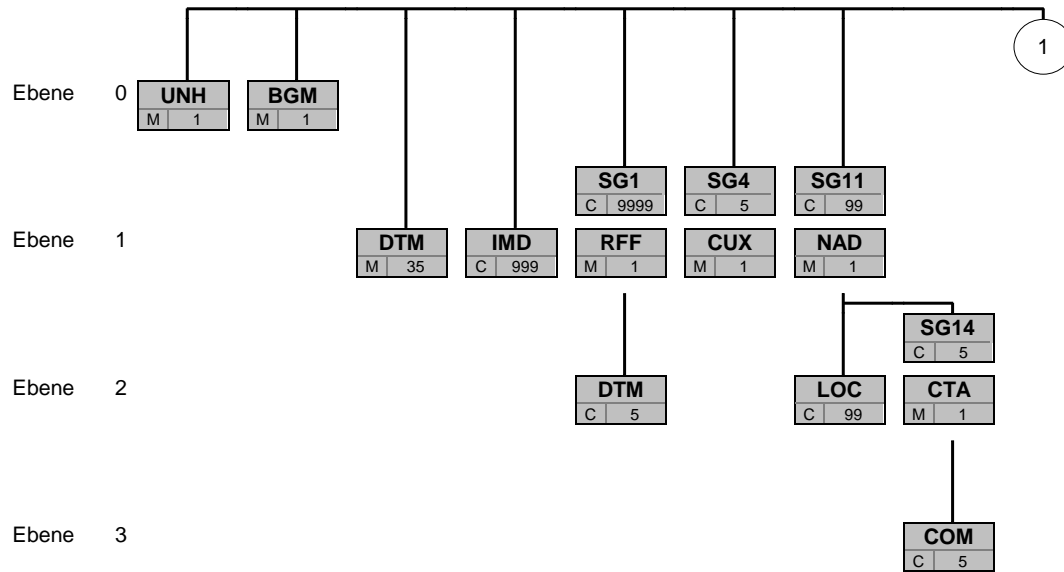 1
Ebene 0 UNH BGM
M 1 M 1
SG1 SG4 SG11
C 9999 C 5 C 99
Ebene 1 DTM IMD RFF CUX NAD
M 35 C 999 M 1 M 1 M 1
SG14
C 5
Ebene 2 DTM LOC CTA
C 5 C 99 M 1
Ebene 3 COM
C 5